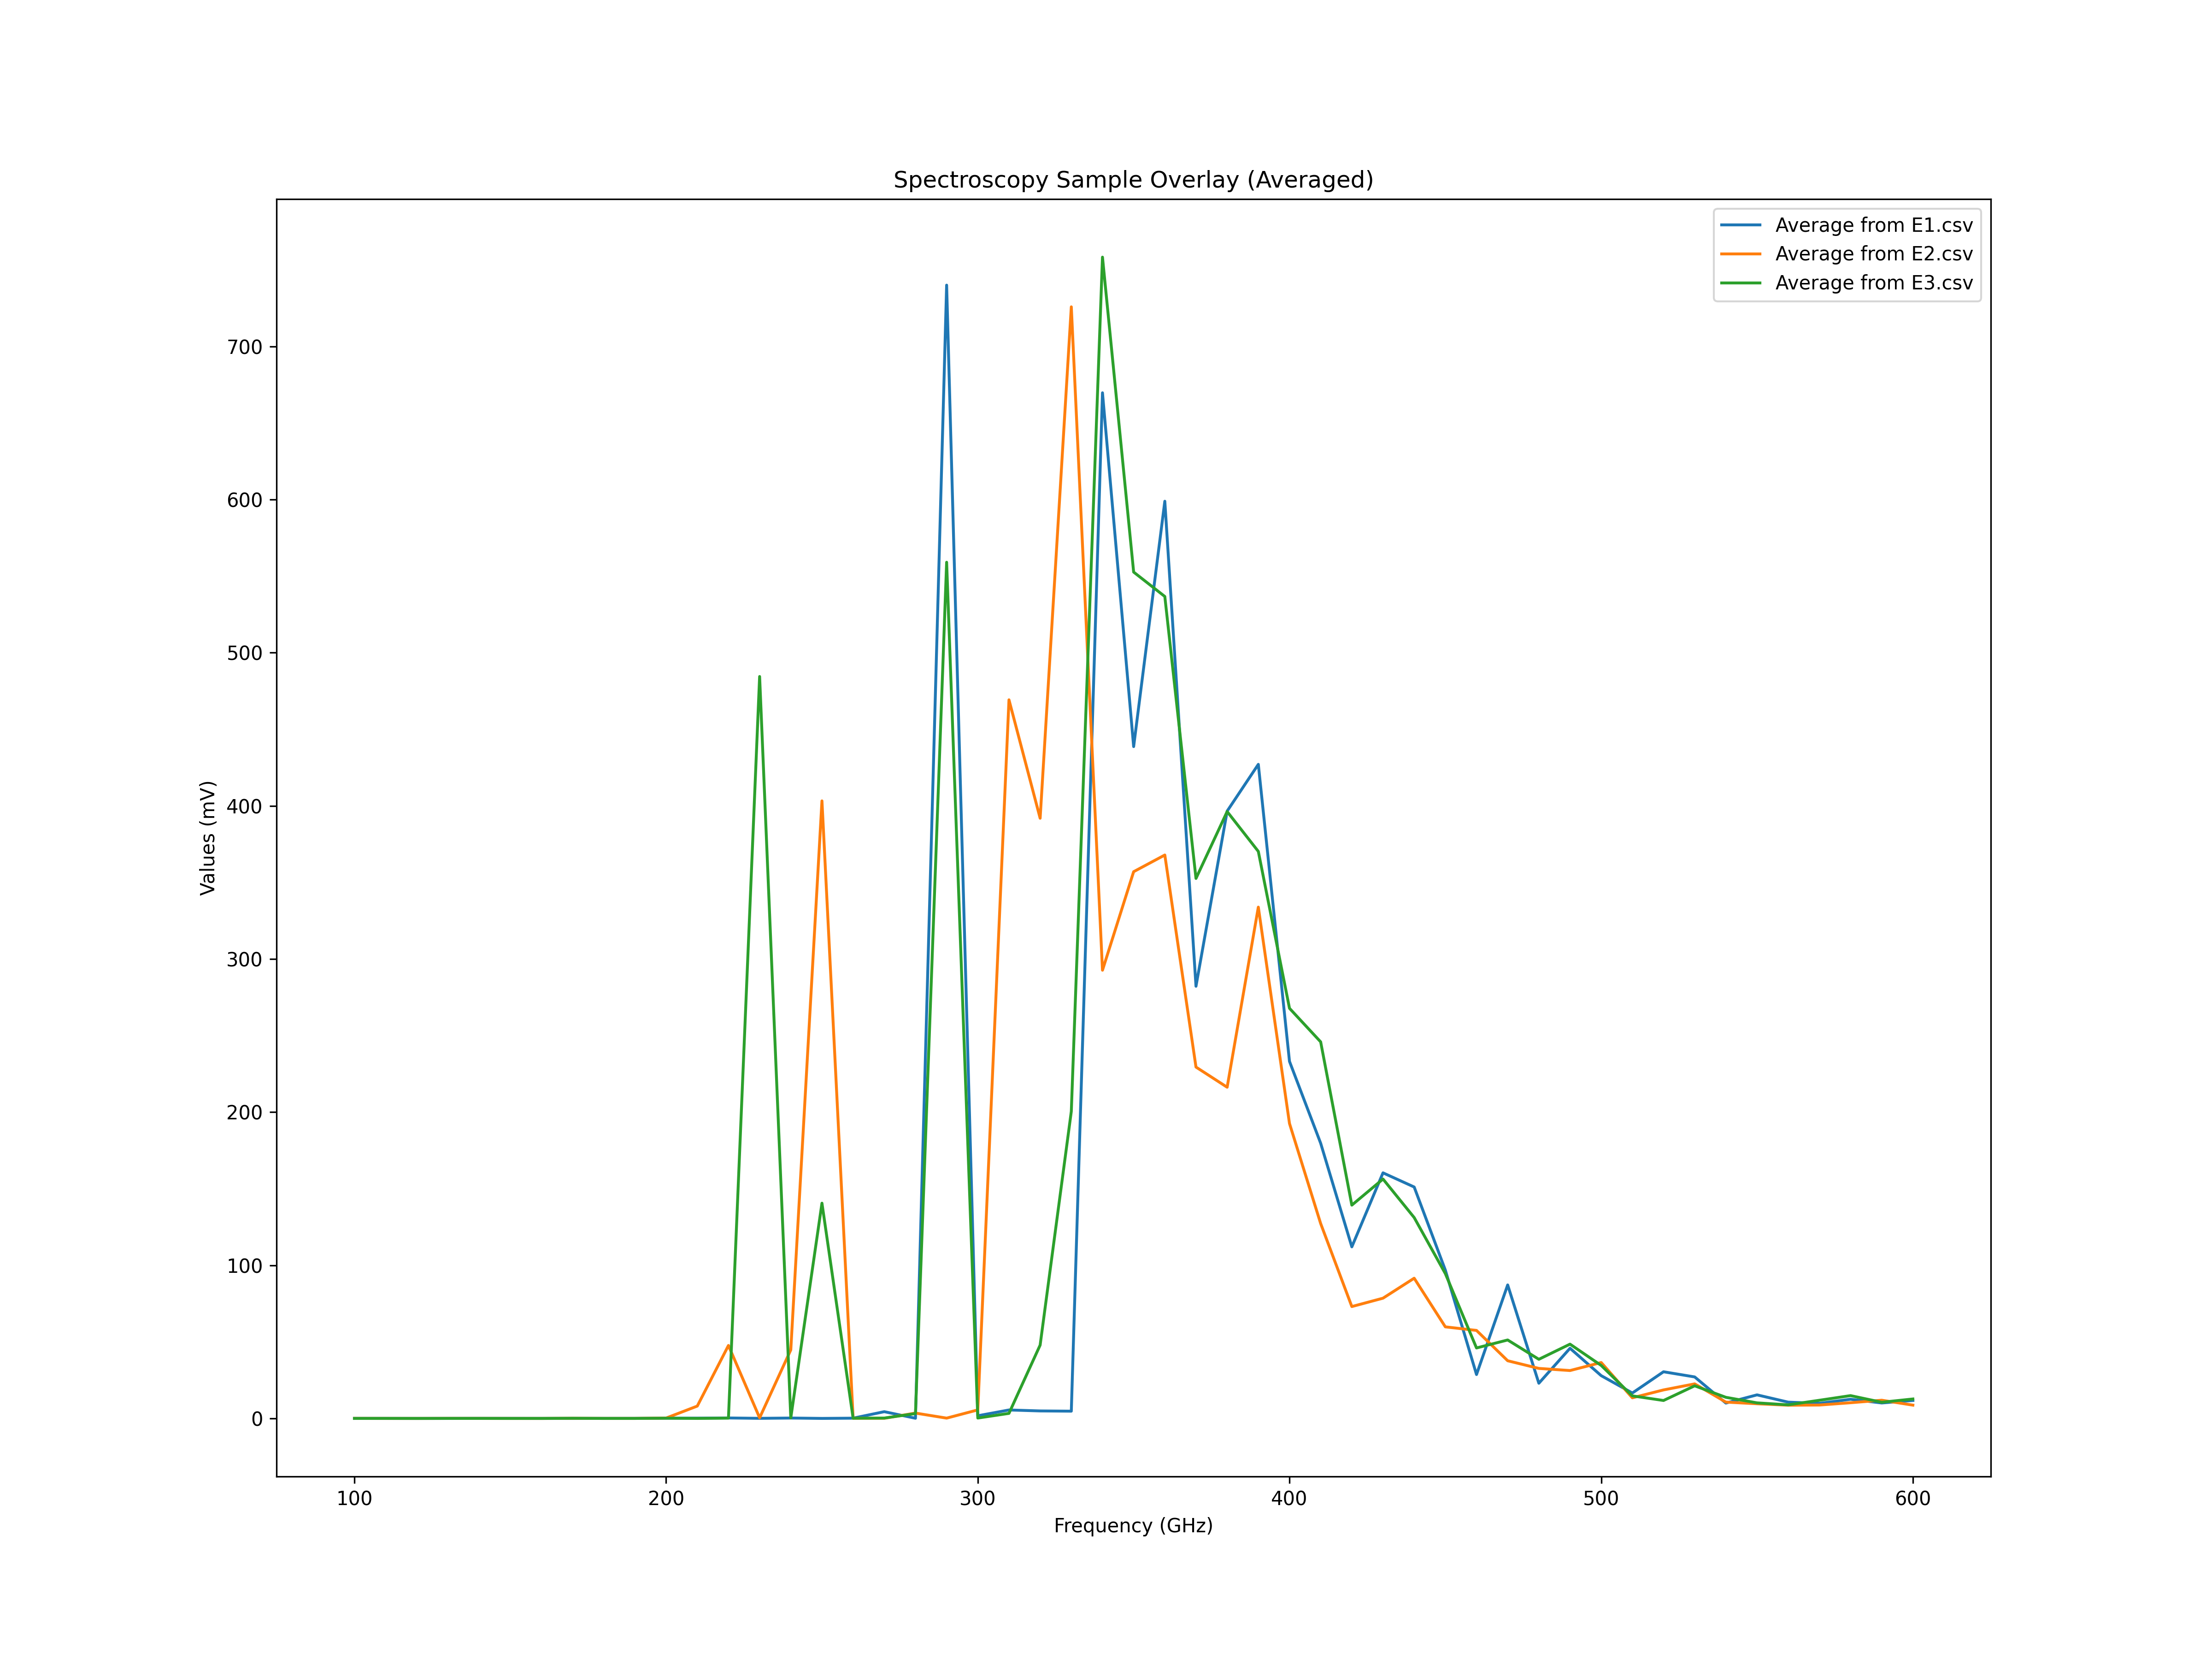 Spectroscopy Sample Overlay (Averaged)
Average from E1.csv
Average from E2.csv
Average from E3.csv
700
600
500
400
300
200
100
0
Values (mV)
100 200 300 400 500 600
Frequency (GHz)